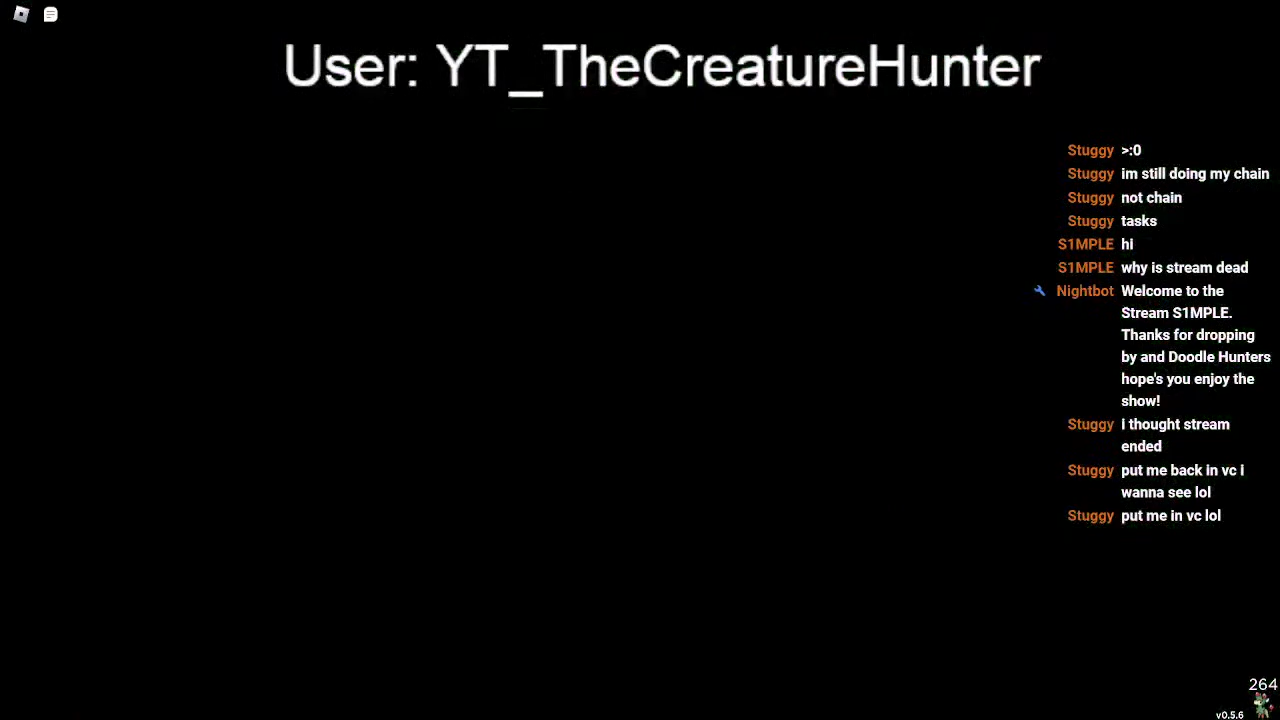 User: YT_TheCreatureHunter
Stuggy >:0
Stuggy im still doing my chain
Stuggy not chain
Stuggy tasks
S1MPLE hi
S1MPLE why is stream dead
Nightbot Welcome to the
Stream S1MPLE.
Thanks for dropping
by and Doodle Hunters
hope's you enjoy the
show!
Stuggy i thought stream
ended
Stuggy put me back in vc i
wanna see lol
Stuggy put me in vc lol
264
v0.5.6